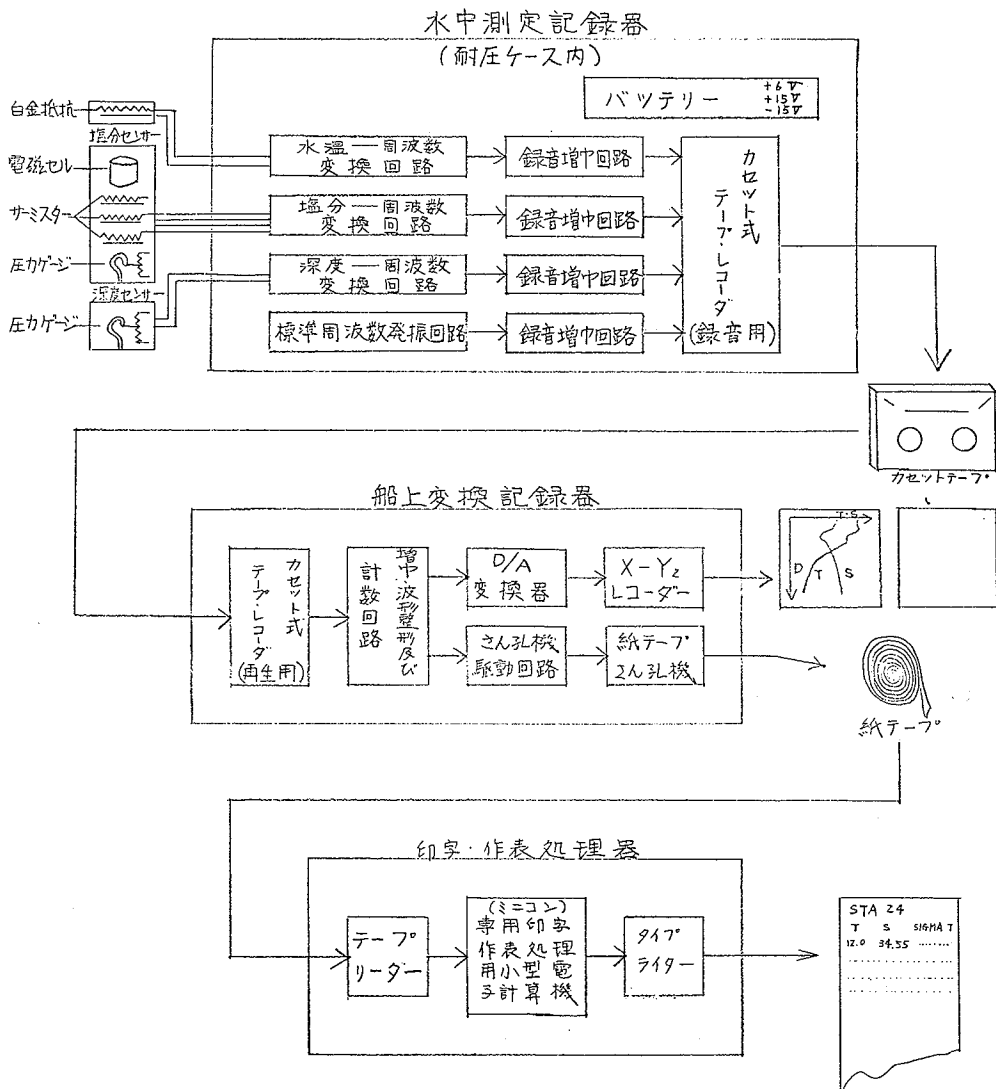 水中測定記録器
(耐圧ケース内)
バッテリー
+6V
+15V
-15V
白金抵抗
塩分センサー
電磁セル
サーミスター
圧力ゲージ
深度センサー
圧力ゲージ
水温―周波数
変換回路
録音増巾回路
塩分―周波数
変換回路
録音増巾回路
深度―周波数
変換回路
録音増巾回路
標準周波数発振回路
録音増巾回路
カセット式
テープ・レコーダ
(録音用)
カセットテープ
船上変換記録器
カセット式
テープ・レコーダ
(再生用)
増巾・波形整形及び
計数回路
D/A
変換器
X-Y₂
レコーダー
さん孔機
駆動回路
紙テープ
さん孔機
T・S
D T S
紙テープ
印字・作表処理器
テープ
リーダー
(ミニコン)
専用印字
作表処理
用小型電
子計算機
タイプ
ライター
STA 24
T S SIGMA T
12.0 34.55 ........